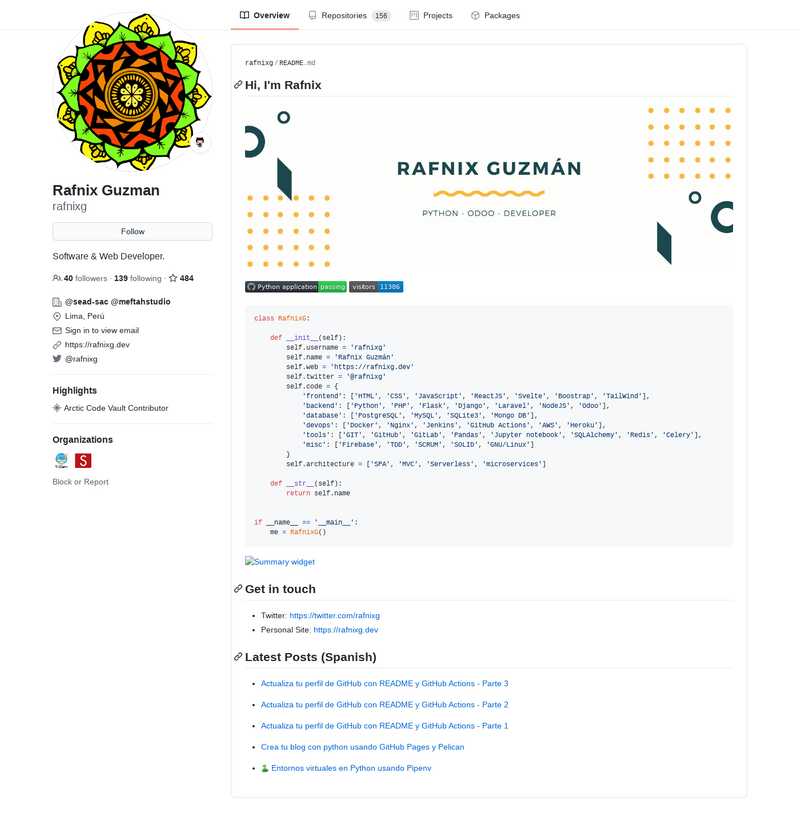 Overview
Repositories 156
Projects
Packages
Rafnix Guzman
rafnixg
Follow
Software & Web Developer.
40 followers · 139 following · 484
@sead-sac @meftahstudio
Lima, Perú
Sign in to view email
https://rafnixg.dev
@rafnixg
Highlights
Arctic Code Vault Contributor
Organizations
S
Block or Report
rafnixg / README.md
Hi, I'm Rafnix
RAFNIX GUZMÁN
PYTHON · ODOO · DEVELOPER
Python application passing
visitors 11386
class RafnixG:
def __init__(self):
self.username = 'rafnixg'
self.name = 'Rafnix Guzmán'
self.web = 'https://rafnixg.dev'
self.twitter = '@rafnixg'
self.code = {
'frontend': ['HTML', 'CSS', 'JavaScript', 'ReactJS', 'Svelte', 'Boostrap', 'TailWind'],
'backend': ['Python', 'PHP', 'Flask', 'Django', 'Laravel', 'NodeJS', 'Odoo'],
'database': ['PostgreSQL', 'MySQL', 'SQLite3', 'Mongo DB'],
'devops': ['Docker', 'Nginx', 'Jenkins', 'GitHub Actions', 'AWS', 'Heroku'],
'tools': ['GIT', 'GitHub', 'GitLab', 'Pandas', 'Jupyter notebook', 'SQLAlchemy', 'Redis', 'Celery'],
'misc': ['Firebase', 'TDD', 'SCRUM', 'SOLID', 'GNU/Linux']
}
self.architecture = ['SPA', 'MVC', 'Serverless', 'microservices']
def __str__(self):
return self.name
if __name__ == '__main__':
me = RafnixG()
Summary widget
Get in touch
Twitter: https://twitter.com/rafnixg
Personal Site: https://rafnixg.dev
Latest Posts (Spanish)
Actualiza tu perfil de GitHub con README y GitHub Actions - Parte 3
Actualiza tu perfil de GitHub con README y GitHub Actions - Parte 2
Actualiza tu perfil de GitHub con README y GitHub Actions - Parte 1
Crea tu blog con python usando GitHub Pages y Pelican
Entornos virtuales en Python usando Pipenv